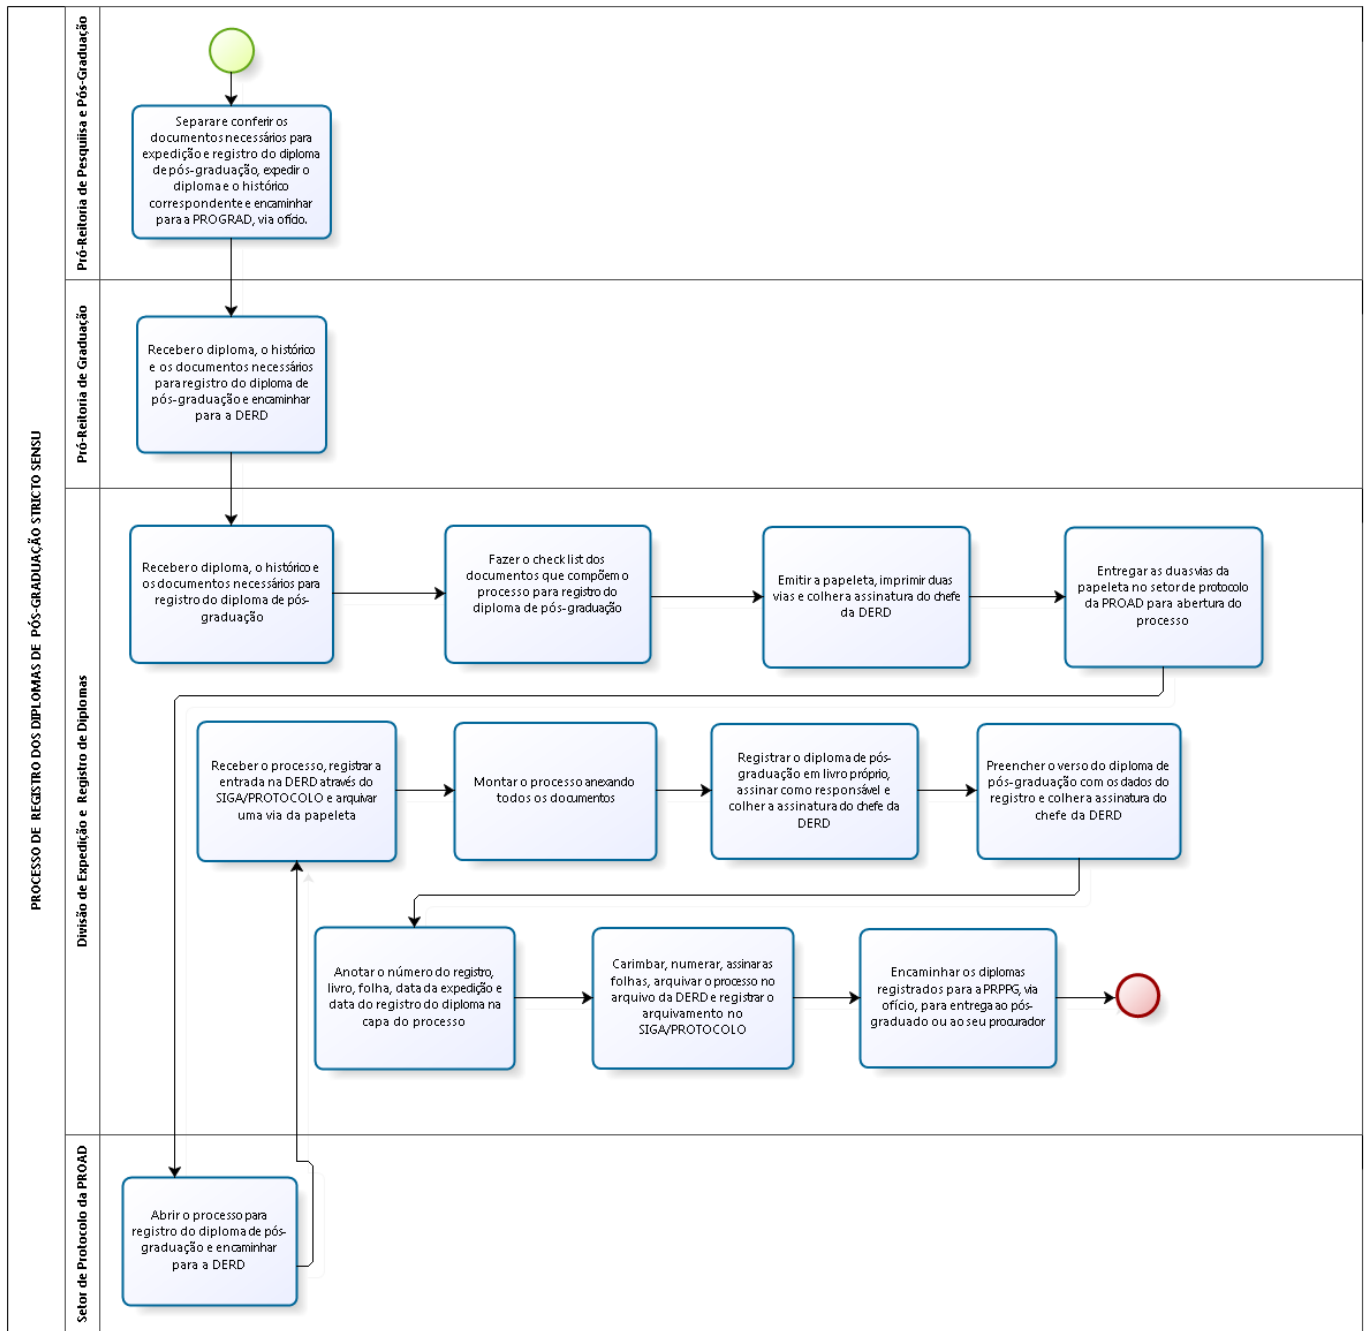 PROCESSO DE REGISTRO DOS DIPLOMAS DE PÓS-GRADUAÇÃO STRICTO SENSU
Pró-Reitoria de Pesquiisa e Pós-Graduação
Separar e conferir os
documentos necessários para
expedição e registro do diploma
de pós-graduação, expedir o
diploma e o histórico
correspondente e encaminhar
para a PROGRAD, via ofício.
Pró-Reitoria de Graduação
Receber o diploma, o histórico
e os documentos necessários
para registro do diploma de
pós-graduação e encaminhar
para a DERD
Divisão de Expedição e Registro de Diplomas
Receber o diploma, o histórico e
os documentos necessários para
registro do diploma de pós-
graduação
Fazer o check list dos
documentos que compõem o
processo para registro do
diploma de pós-graduação
Emitir a papeleta, imprimir duas
vias e colher a assinatura do chefe
da DERD
Entregar as duas vias da
papeleta no setor de protocolo
da PROAD para abertura do
processo
Receber o processo, registrar a
entrada na DERD através do
SIGA/PROTOCOLO e arquivar
uma via da papeleta
Montar o processo anexando
todos os documentos
Registrar o diploma de pós-
graduação em livro próprio,
assinar como responsável e
colher a assinatura do chefe da
DERD
Preencher o verso do diploma de
pós-graduação com os dados do
registro e colher a assinatura do
chefe da DERD
Anotar o número do registro,
livro, folha, data da expedição e
data do registro do diploma na
capa do processo
Carimbar, numerar, assinar as
folhas, arquivar o processo no
arquivo da DERD e registrar o
arquivamento no
SIGA/PROTOCOLO
Encaminhar os diplomas
registrados para a PRPPG, via
ofício, para entrega ao pós-
graduado ou ao seu procurador
Setor de Protocolo da PROAD
Abrir o processo para
registro do diploma de pós-
graduação e encaminhar
para a DERD